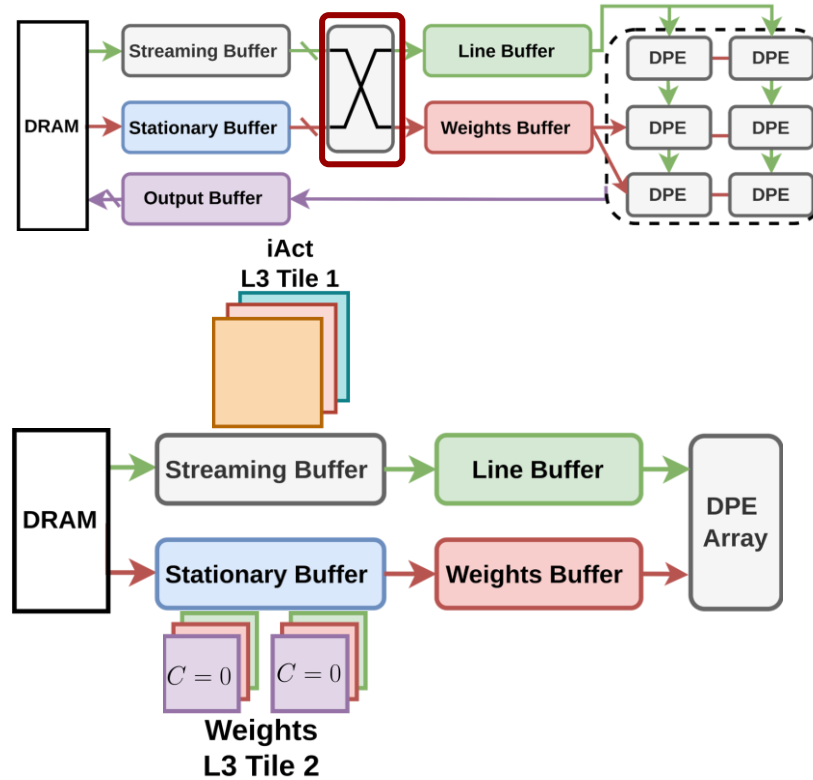 Streaming Buffer
Line Buffer
DPE
DPE
DRAM
Stationary Buffer
Weights Buffer
DPE
DPE
Output Buffer
DPE
DPE
iAct
L3 Tile 1
Streaming Buffer
Line Buffer
DRAM
DPE
Array
Stationary Buffer
Weights Buffer
C = 0
C = 0
Weights
L3 Tile 2